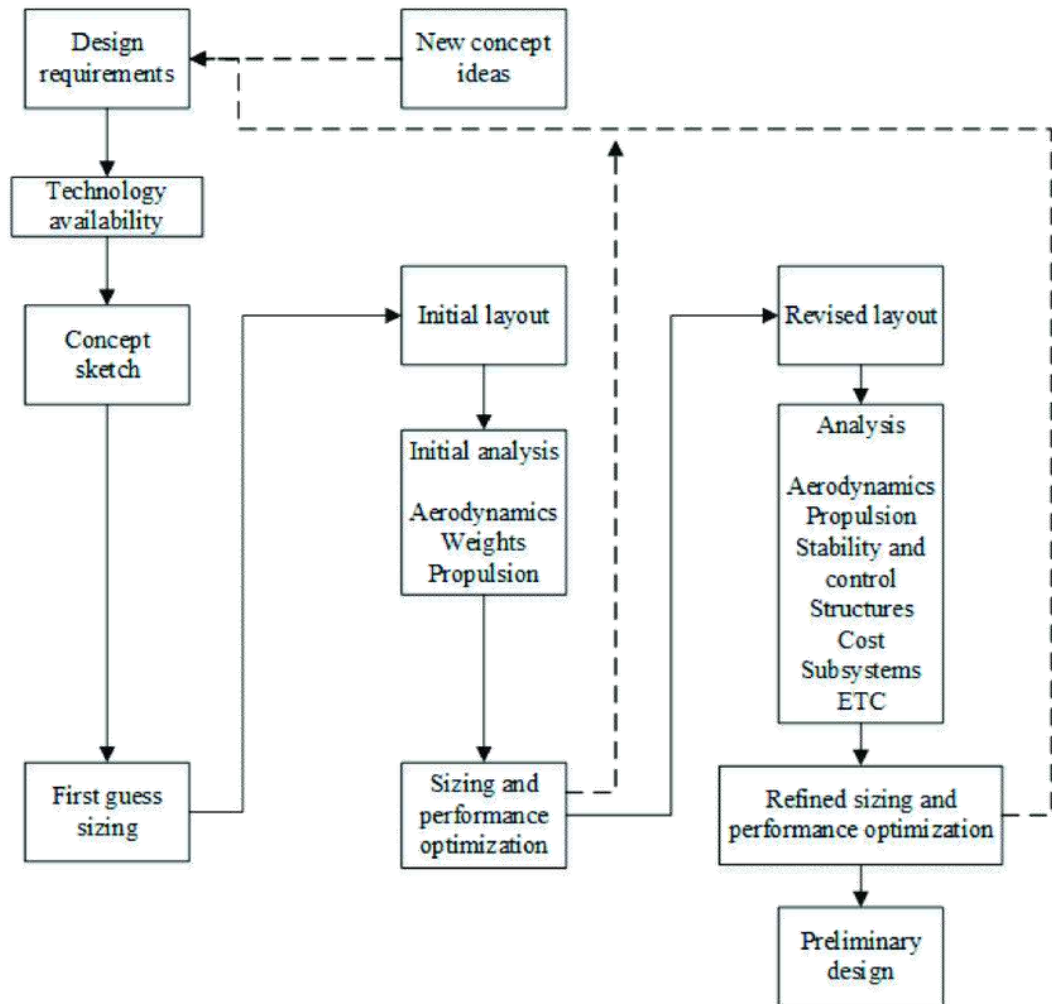 Design
requirements
New concept
ideas
Technology
availability
Concept
sketch
First guess
sizing
Initial layout
Initial analysis
Aerodynamics
Weights
Propulsion
Sizing and
performance
optimization
Revised layout
Analysis
Aerodynamics
Propulsion
Stability and
control
Structures
Cost
Subsystems
ETC
Refined sizing and
performance optimization
Preliminary
design